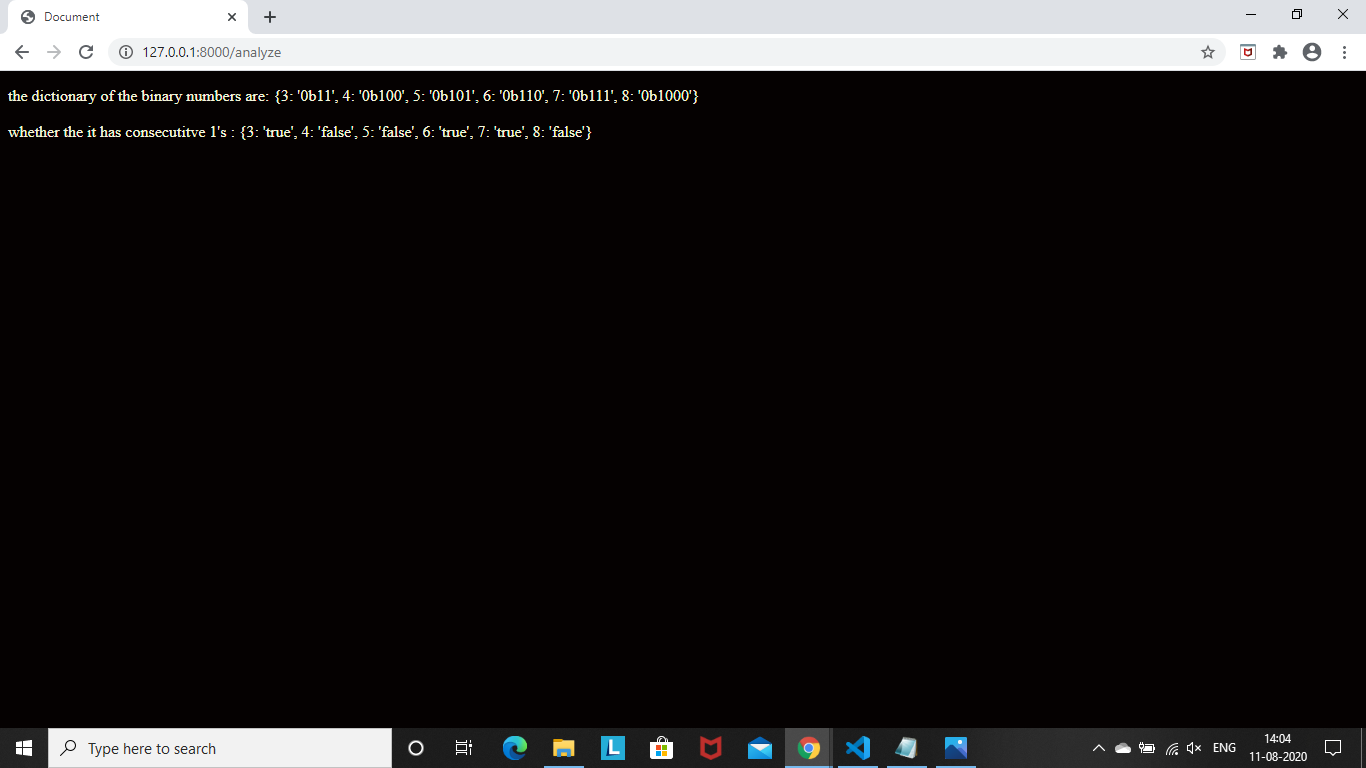 Document
127.0.0.1:8000/analyze
the dictionary of the binary numbers are: {3: '0b11', 4: '0b100', 5: '0b101', 6: '0b110', 7: '0b111', 8: '0b1000'}
whether the it has consecutitve 1's : {3: 'true', 4: 'false', 5: 'false', 6: 'true', 7: 'true', 8: 'false'}
Type here to search
L
ENG
14:04
11-08-2020